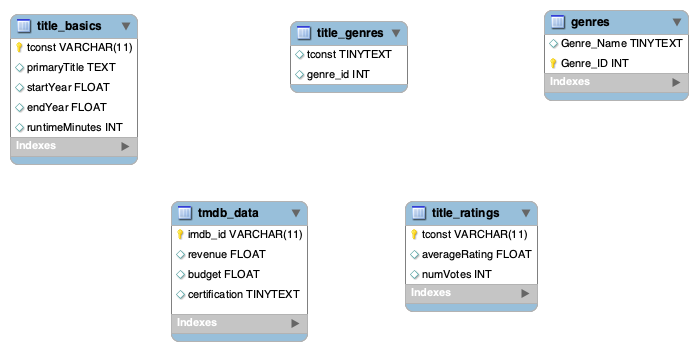 title_basics
tconst VARCHAR(11)
primaryTitle TEXT
startYear FLOAT
endYear FLOAT
runtimeMinutes INT
Indexes
title_genres
tconst TINYTEXT
genre_id INT
genres
Genre_Name TINYTEXT
Genre_ID INT
Indexes
tmdb_data
imdb_id VARCHAR(11)
revenue FLOAT
budget FLOAT
certification TINYTEXT
Indexes
title_ratings
tconst VARCHAR(11)
averageRating FLOAT
numVotes INT
Indexes